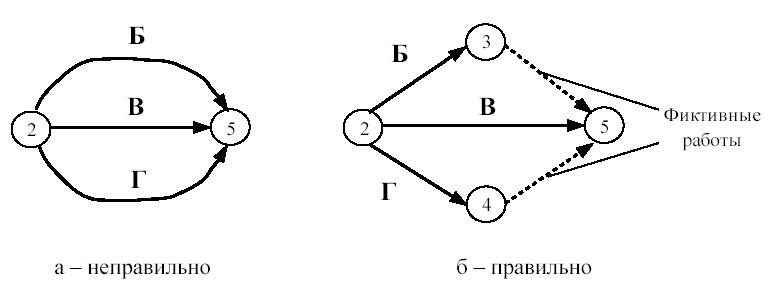 Б
В
Г
2
5
а – неправильно
Б
В
Г
2
3
4
5
Фиктивные
работы
б – правильно